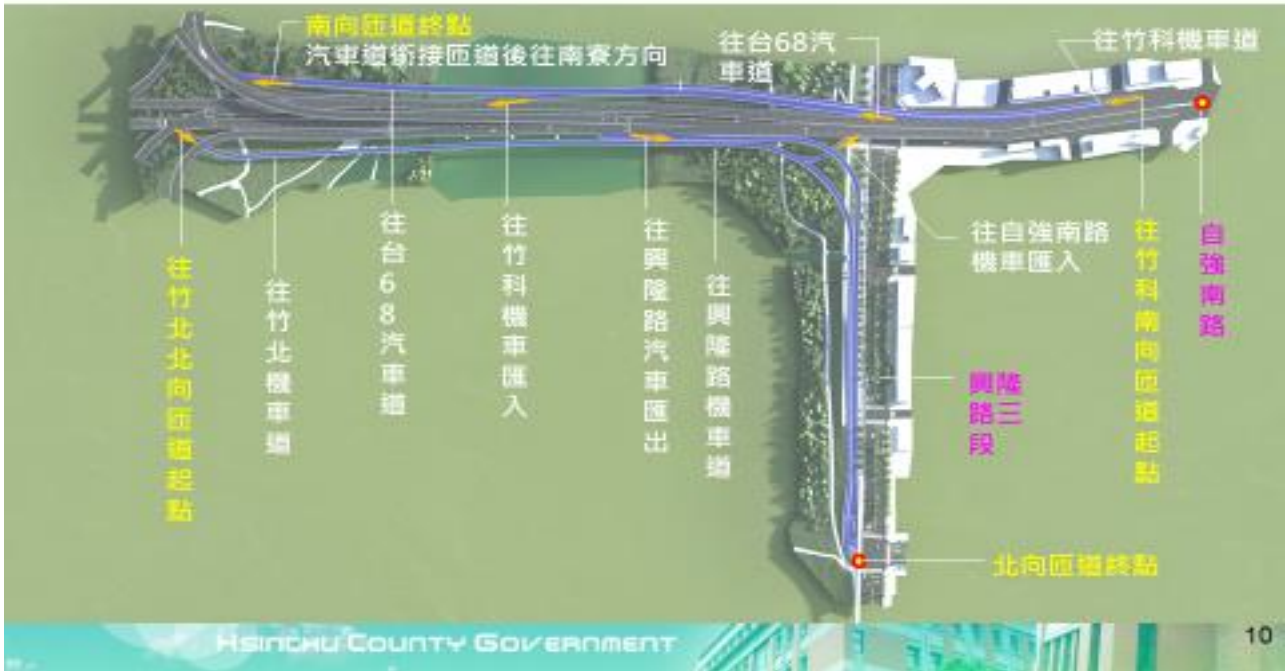 南向匝道終點
汽車道銜接匝道後往南寮方向
往台68汽
車道
往竹科機車道
往竹北北向匝道起點
往竹北機車道
往台68汽車道
往竹科機車匯入
往興隆路汽車匯出
往興隆路機車道
往自強南路
機車匯入
往竹科南向匝道起點
自強南路
興隆
路三
段
北向匝道終點
HSINCHU COUNTY GOVERNMENT
10